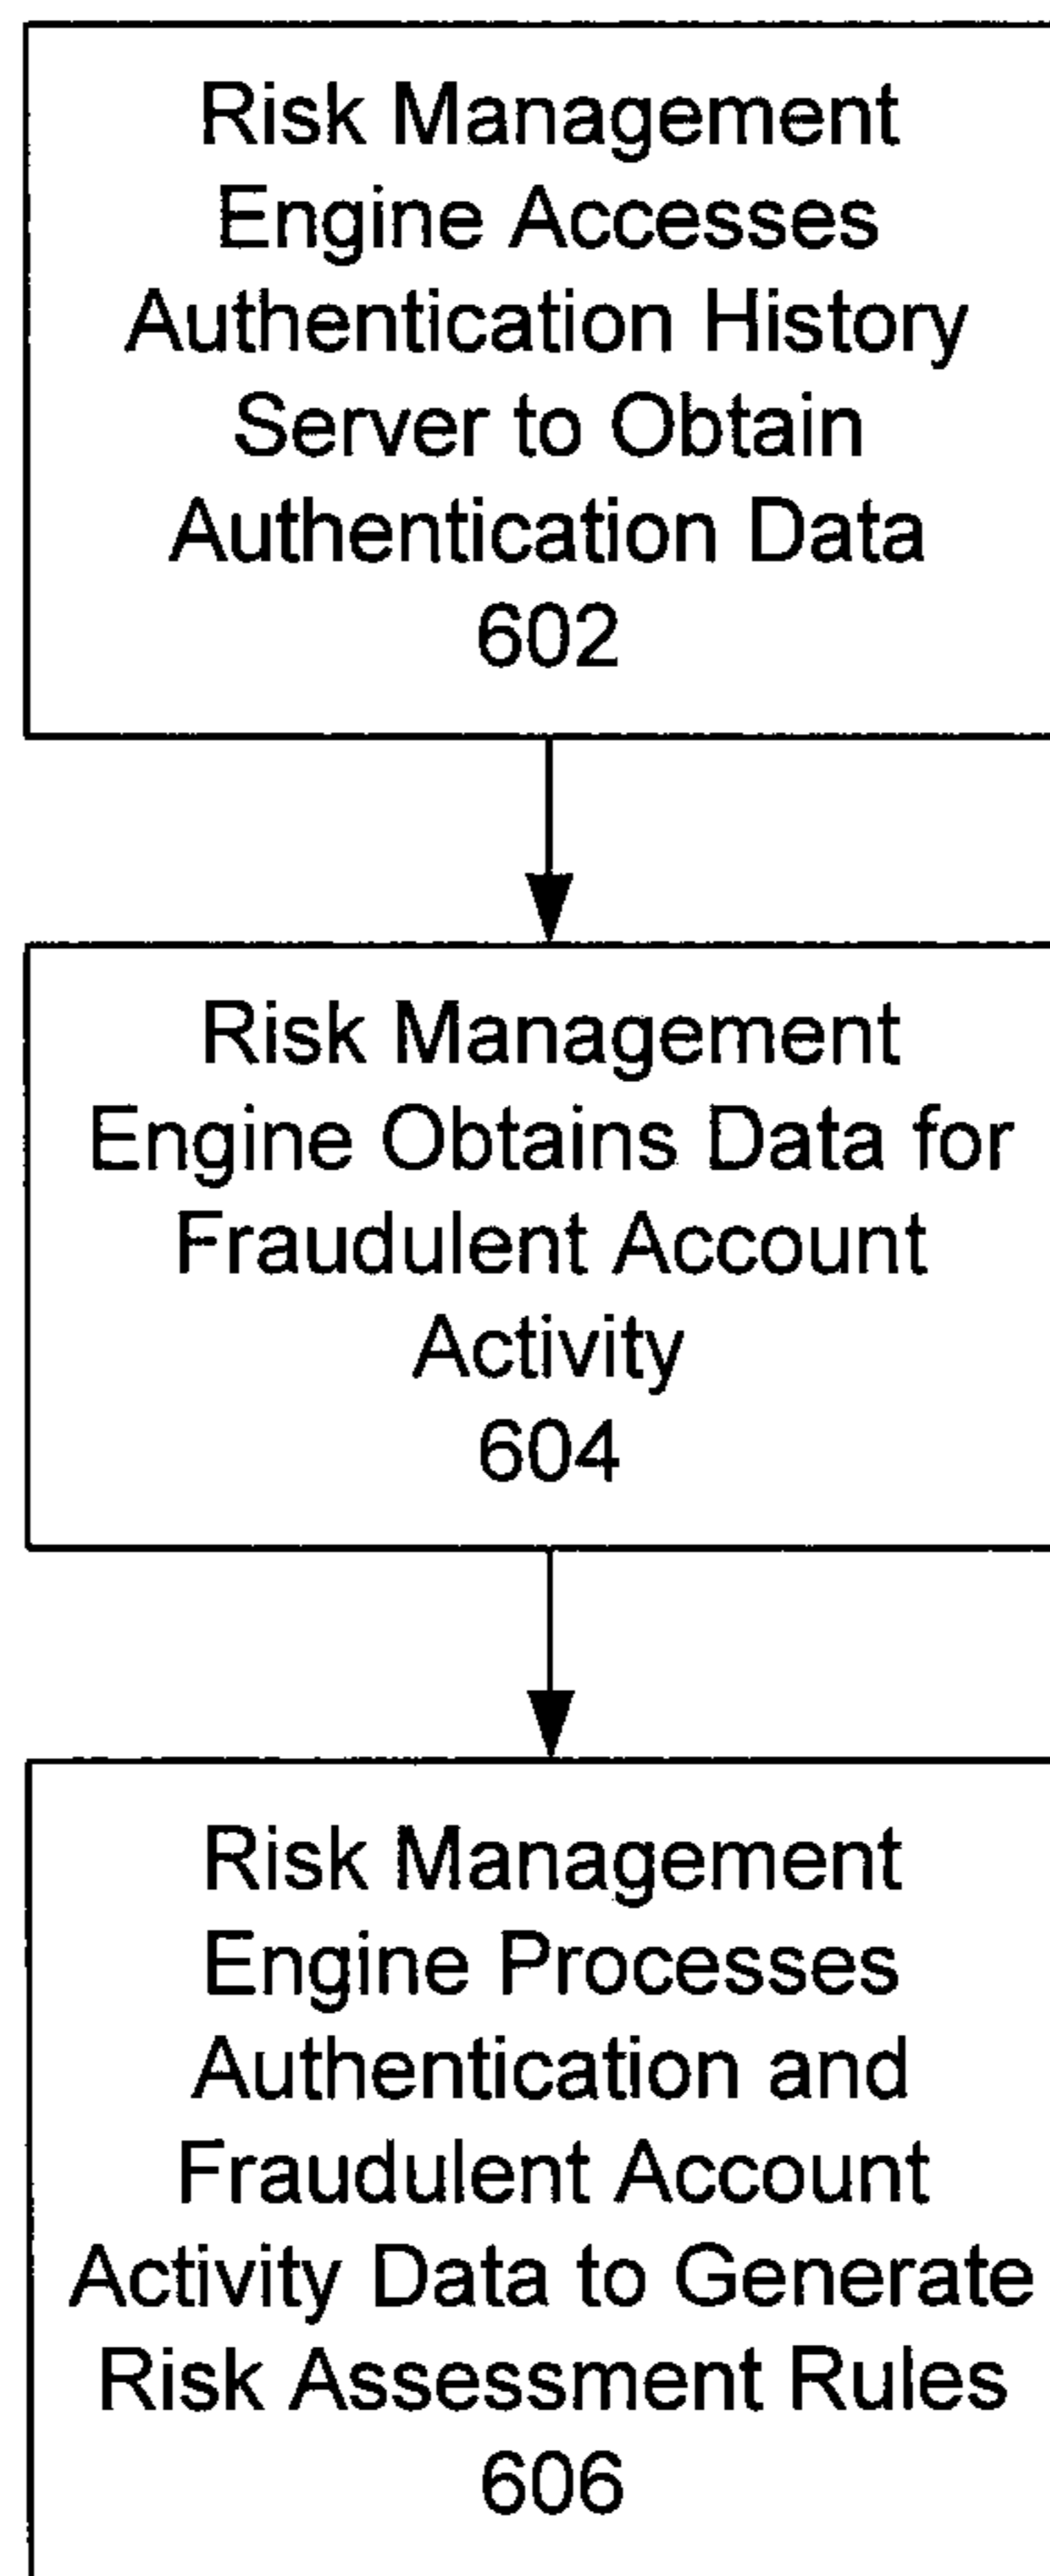 Risk Management
Engine Accesses
Authentication History
Server to Obtain
Authentication Data
602
Risk Management
Engine Obtains Data for
Fraudulent Account
Activity
604
Risk Management
Engine Processes
Authentication and
Fraudulent Account
Activity Data to Generate
Risk Assessment Rules
606